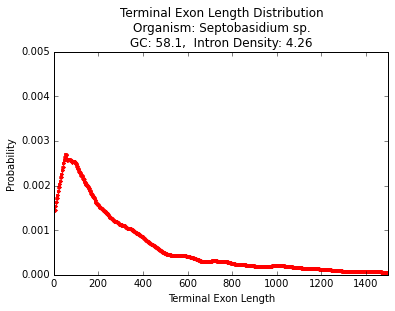 Terminal Exon Length Distribution
Organism: Septobasidium sp.
GC: 58.1,  Intron Density: 4.26
0.005
0.004
0.003
0.002
0.001
0.000
Probability
0 200 400 600 800 1000 1200 1400
Terminal Exon Length